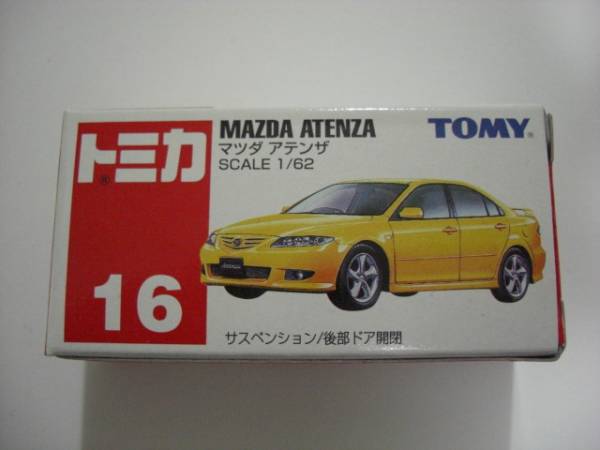 トミカ®
16
MAZDA ATENZA
マツダ アテンザ
SCALE 1/62
TOMY®
サスペンション/後部ドア開閉